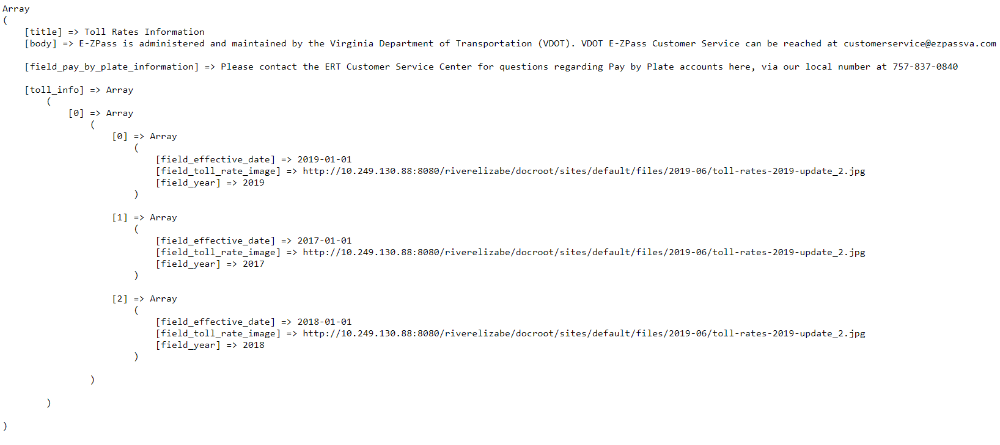 Array
(
    [title] => Toll Rates Information
    [body] => E-ZPass is administered and maintained by the Virginia Department of Transportation (VDOT). VDOT E-ZPass Customer Service can be reached at customerservice@ezpassva.com
    [field_pay_by_plate_information] => Please contact the ERT Customer Service Center for questions regarding Pay by Plate accounts here, via our local number at 757-837-0840
    [toll_info] => Array
        (
            [0] => Array
                (
                    [0] => Array
                        (
                            [field_effective_date] => 2019-01-01
                            [field_toll_rate_image] => http://10.249.130.88:8080/riverelizabe/docroot/sites/default/files/2019-06/toll-rates-2019-update_2.jpg
                            [field_year] => 2019
                        )
                    [1] => Array
                        (
                            [field_effective_date] => 2017-01-01
                            [field_toll_rate_image] => http://10.249.130.88:8080/riverelizabe/docroot/sites/default/files/2019-06/toll-rates-2019-update_2.jpg
                            [field_year] => 2017
                        )
                    [2] => Array
                        (
                            [field_effective_date] => 2018-01-01
                            [field_toll_rate_image] => http://10.249.130.88:8080/riverelizabe/docroot/sites/default/files/2019-06/toll-rates-2019-update_2.jpg
                            [field_year] => 2018
                        )
                )
        )
)